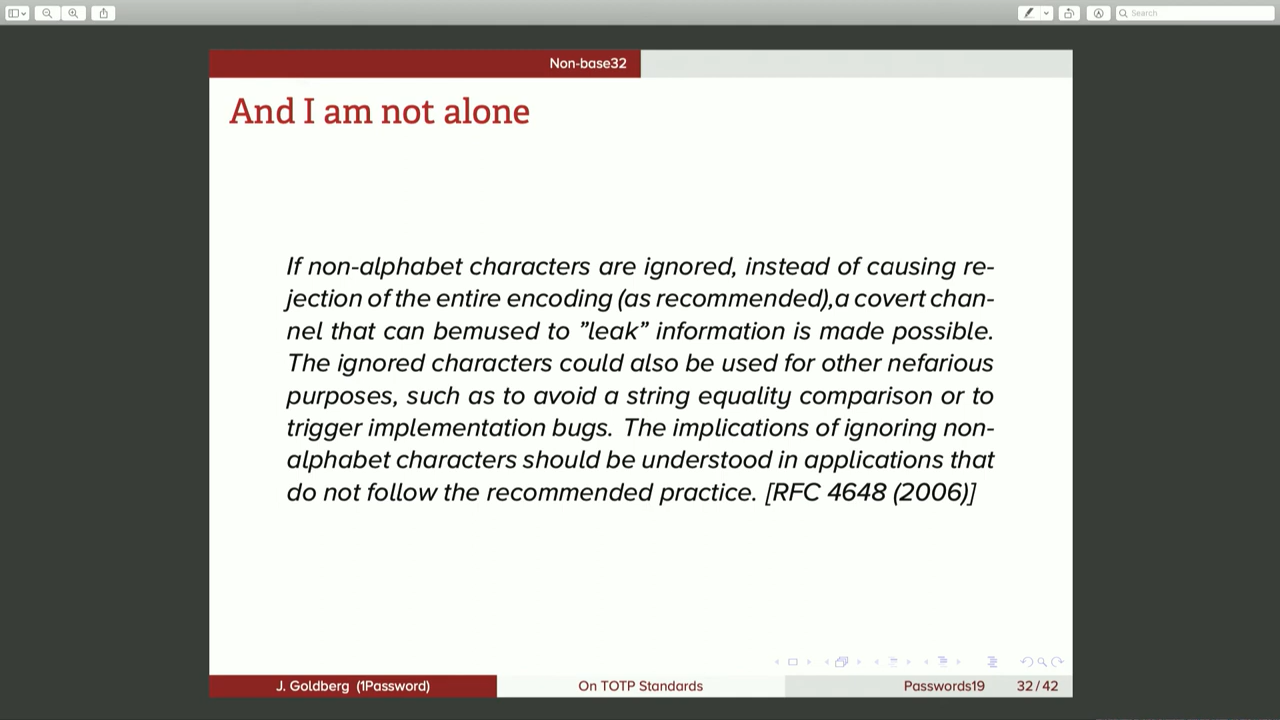 Search
Non-base32
And I am not alone
If non-alphabet characters are ignored, instead of causing re-
jection of the entire encoding (as recommended),a covert chan-
nel that can bemused to ”leak” information is made possible.
The ignored characters could also be used for other nefarious
purposes, such as to avoid a string equality comparison or to
trigger implementation bugs. The implications of ignoring non-
alphabet characters should be understood in applications that
do not follow the recommended practice. [RFC 4648 (2006)]
J. Goldberg (1Password) On TOTP Standards Passwords19 32 / 42